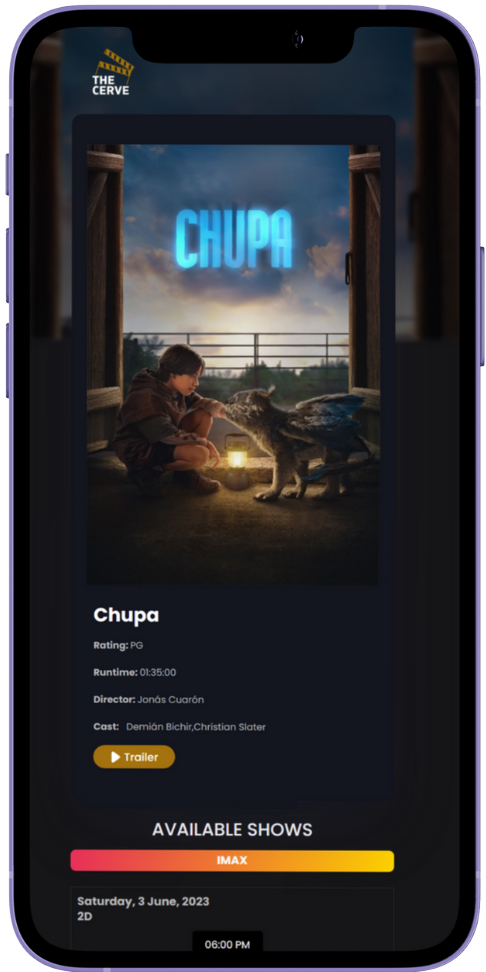 THE
CERVE
CHUPA
Chupa
Rating: PG
Runtime: 01:35:00
Director: Jonás Cuarón
Cast: Demián Bichir,Christian Slater
Trailer
AVAILABLE SHOWS
IMAX
Saturday, 3 June, 2023
2D
06:00 PM